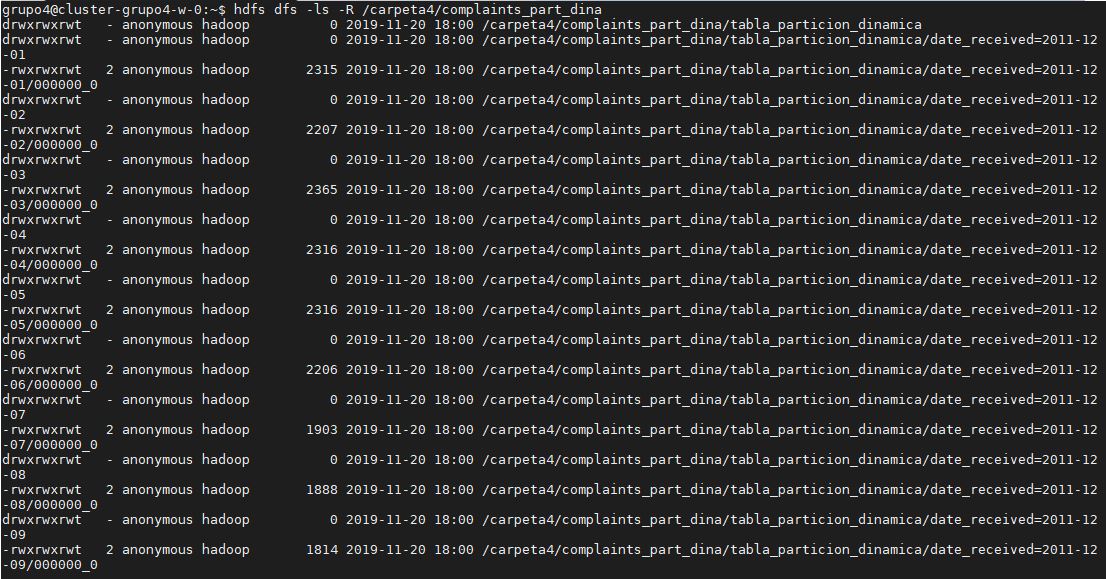 grupo4@cluster-grupo4-w-0:~$ hdfs dfs -ls -R /carpeta4/complaints_part_dina
drwxrwxrwt   - anonymous hadoop          0 2019-11-20 18:00 /carpeta4/complaints_part_dina/tabla_particion_dinamica
drwxrwxrwt   - anonymous hadoop          0 2019-11-20 18:00 /carpeta4/complaints_part_dina/tabla_particion_dinamica/date_received=2011-12
-01
-rwxrwxrwt   2 anonymous hadoop       2315 2019-11-20 18:00 /carpeta4/complaints_part_dina/tabla_particion_dinamica/date_received=2011-12
-01/000000_0
drwxrwxrwt   - anonymous hadoop          0 2019-11-20 18:00 /carpeta4/complaints_part_dina/tabla_particion_dinamica/date_received=2011-12
-02
-rwxrwxrwt   2 anonymous hadoop       2207 2019-11-20 18:00 /carpeta4/complaints_part_dina/tabla_particion_dinamica/date_received=2011-12
-02/000000_0
drwxrwxrwt   - anonymous hadoop          0 2019-11-20 18:00 /carpeta4/complaints_part_dina/tabla_particion_dinamica/date_received=2011-12
-03
-rwxrwxrwt   2 anonymous hadoop       2365 2019-11-20 18:00 /carpeta4/complaints_part_dina/tabla_particion_dinamica/date_received=2011-12
-03/000000_0
drwxrwxrwt   - anonymous hadoop          0 2019-11-20 18:00 /carpeta4/complaints_part_dina/tabla_particion_dinamica/date_received=2011-12
-04
-rwxrwxrwt   2 anonymous hadoop       2316 2019-11-20 18:00 /carpeta4/complaints_part_dina/tabla_particion_dinamica/date_received=2011-12
-04/000000_0
drwxrwxrwt   - anonymous hadoop          0 2019-11-20 18:00 /carpeta4/complaints_part_dina/tabla_particion_dinamica/date_received=2011-12
-05
-rwxrwxrwt   2 anonymous hadoop       2316 2019-11-20 18:00 /carpeta4/complaints_part_dina/tabla_particion_dinamica/date_received=2011-12
-05/000000_0
drwxrwxrwt   - anonymous hadoop          0 2019-11-20 18:00 /carpeta4/complaints_part_dina/tabla_particion_dinamica/date_received=2011-12
-06
-rwxrwxrwt   2 anonymous hadoop       2206 2019-11-20 18:00 /carpeta4/complaints_part_dina/tabla_particion_dinamica/date_received=2011-12
-06/000000_0
drwxrwxrwt   - anonymous hadoop          0 2019-11-20 18:00 /carpeta4/complaints_part_dina/tabla_particion_dinamica/date_received=2011-12
-07
-rwxrwxrwt   2 anonymous hadoop       1903 2019-11-20 18:00 /carpeta4/complaints_part_dina/tabla_particion_dinamica/date_received=2011-12
-07/000000_0
drwxrwxrwt   - anonymous hadoop          0 2019-11-20 18:00 /carpeta4/complaints_part_dina/tabla_particion_dinamica/date_received=2011-12
-08
-rwxrwxrwt   2 anonymous hadoop       1888 2019-11-20 18:00 /carpeta4/complaints_part_dina/tabla_particion_dinamica/date_received=2011-12
-08/000000_0
drwxrwxrwt   - anonymous hadoop          0 2019-11-20 18:00 /carpeta4/complaints_part_dina/tabla_particion_dinamica/date_received=2011-12
-09
-rwxrwxrwt   2 anonymous hadoop       1814 2019-11-20 18:00 /carpeta4/complaints_part_dina/tabla_particion_dinamica/date_received=2011-12
-09/000000_0